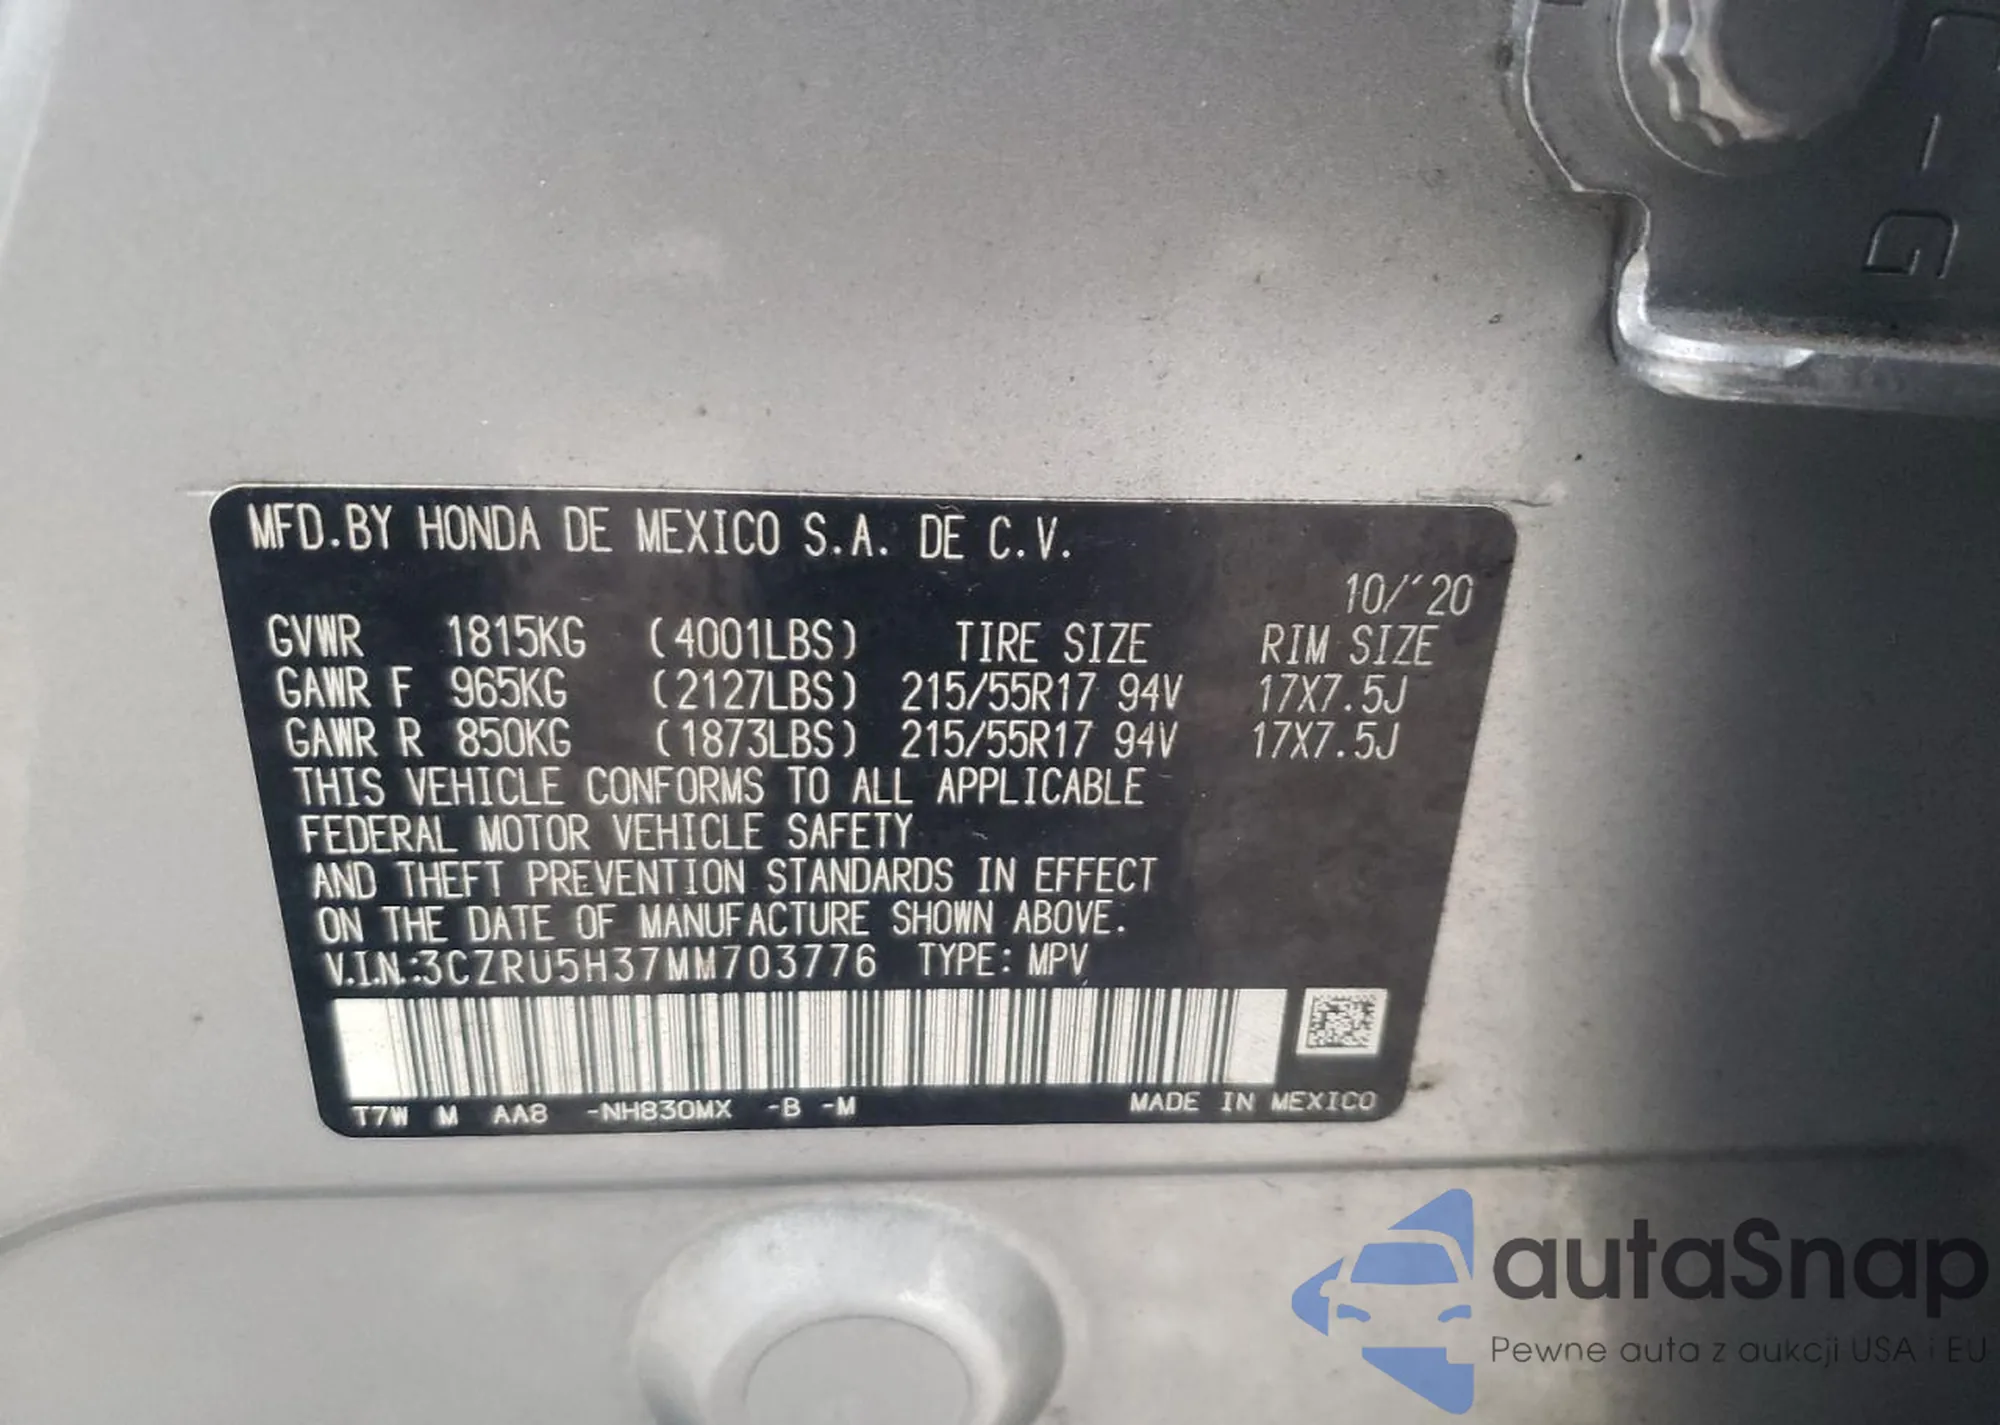 MFD.BY HONDA DE MEXICO S.A. DE C.V.
10/'20
GVWR 1815KG (4001LBS) TIRE SIZE RIM SIZE
GAWR F 965KG (2127LBS) 215/55R17 94V 17X7.5J
GAWR R 850KG (1873LBS) 215/55R17 94V 17X7.5J
THIS VEHICLE CONFORMS TO ALL APPLICABLE
FEDERAL MOTOR VEHICLE SAFETY
AND THEFT PREVENTION STANDARDS IN EFFECT
ON THE DATE OF MANUFACTURE SHOWN ABOVE.
V.I.N.:3CZRU5H37MM703776 TYPE: MPV
T7W M AA8 -NH830MX -B -M MADE IN MEXICO
autaSnap
Pewne auta z aukcji USA i EU